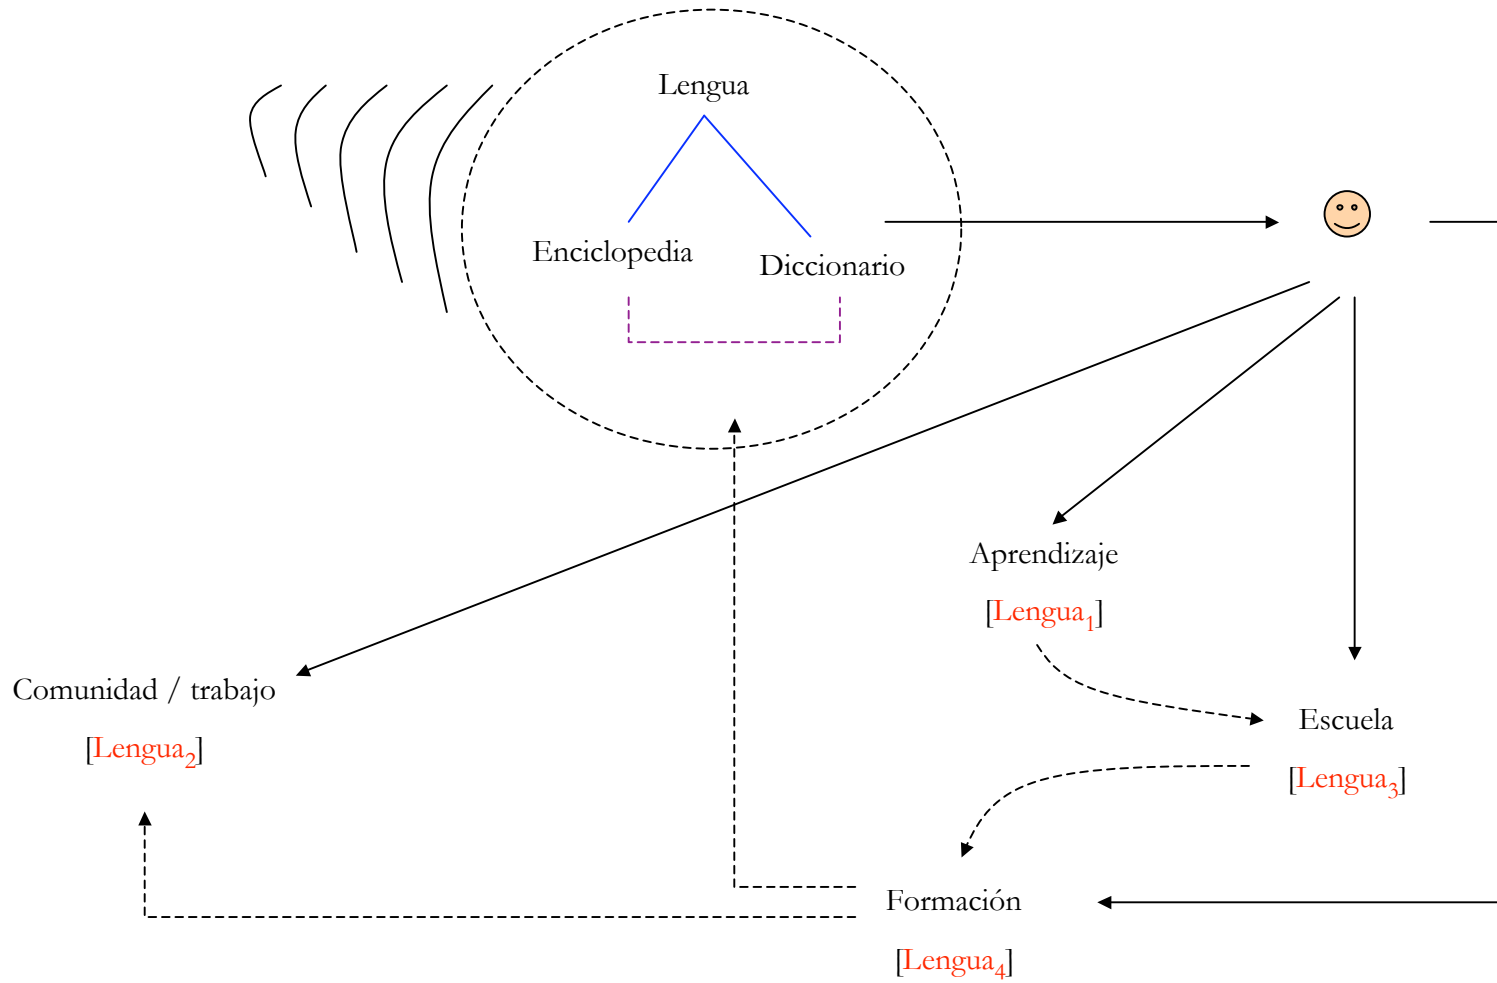 Lengua
Enciclopedia
Diccionario
Aprendizaje
[Lengua₁]
Comunidad / trabajo
[Lengua₂]
Escuela
[Lengua₃]
Formación
[Lengua₄]